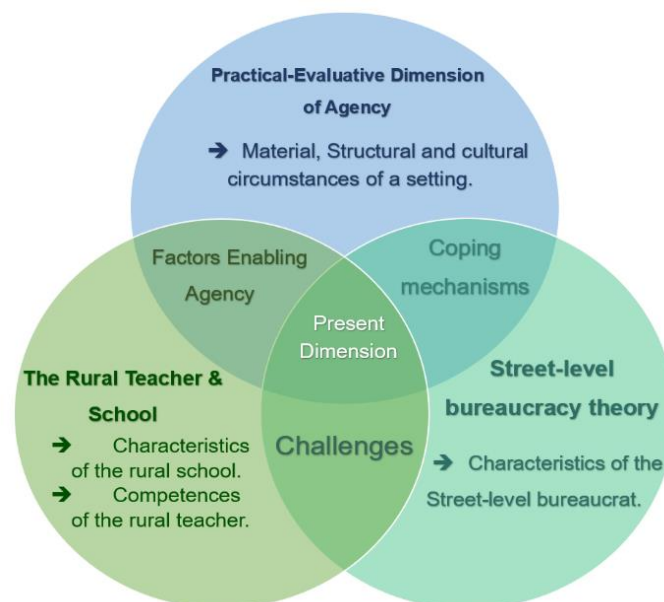 Practical-Evaluative Dimension
of Agency
➔ Material, Structural and cultural
circumstances of a setting.
Factors Enabling
Agency
Coping
mechanisms
Present
Dimension
The Rural Teacher &
School
➔ Characteristics
of the rural school.
➔ Competences
of the rural teacher.
Challenges
Street-level
bureaucracy theory
➔ Characteristics of the
Street-level bureaucrat.